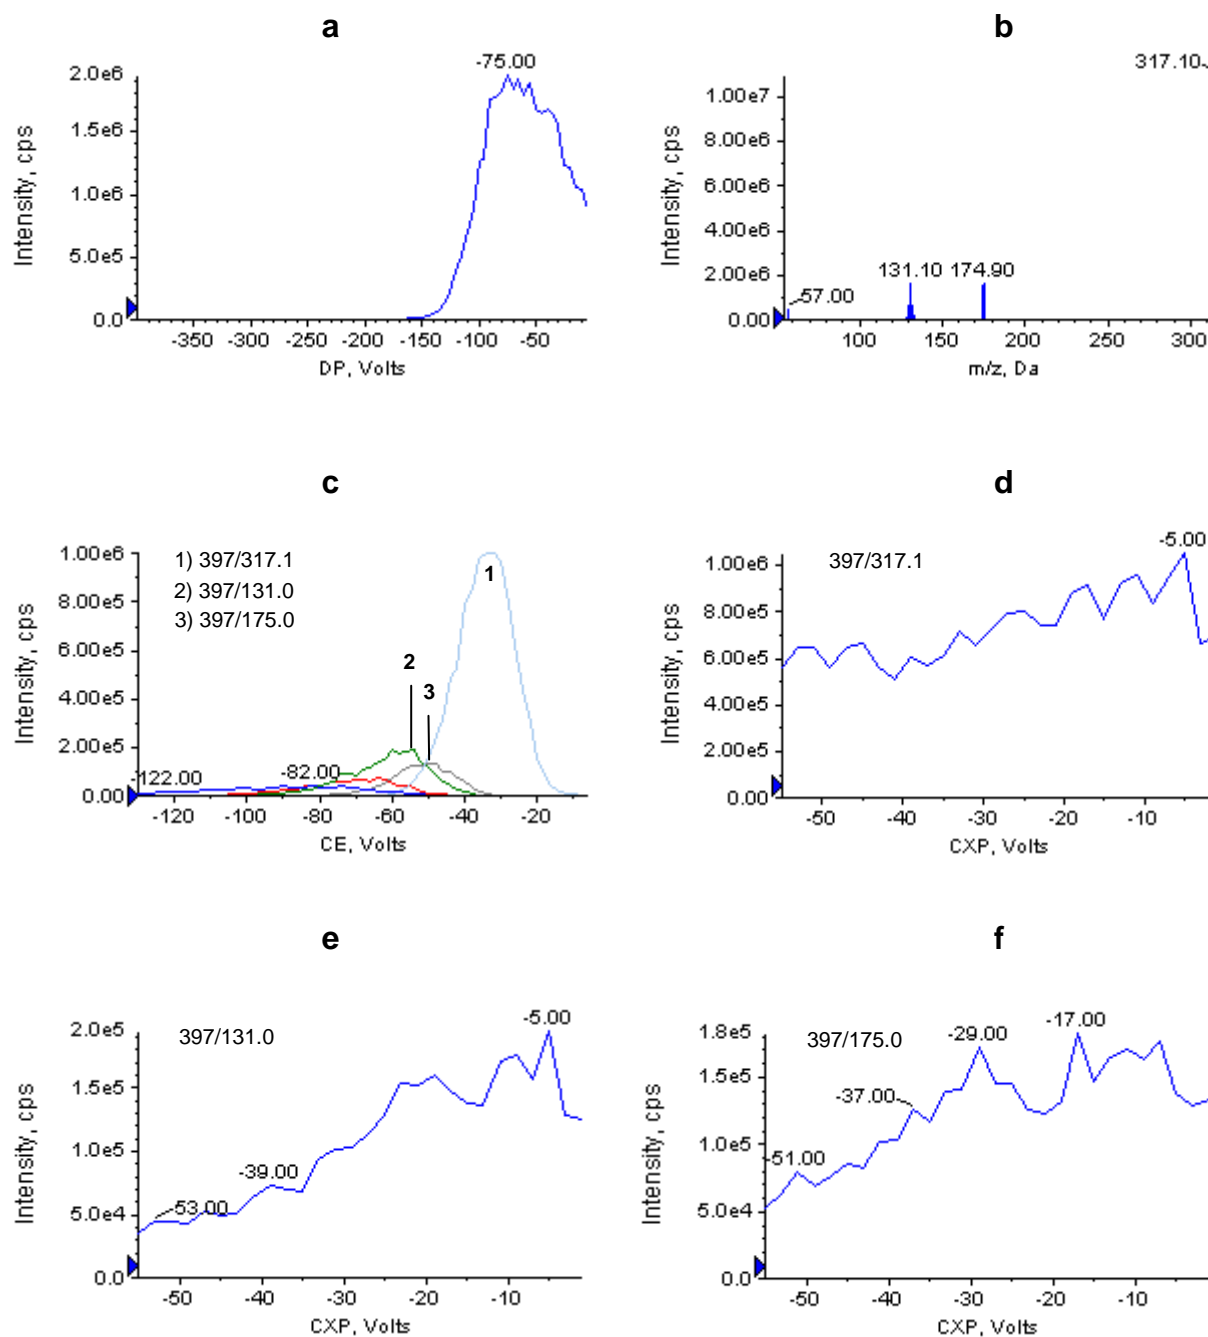 a
-75.00
2.0e6
1.5e6
1.0e6
5.0e5
0.0
Intensity, cps
-350 -300 -250 -200 -150 -100 -50
DP, Volts
b
317.10
1.00e7
8.00e6
6.00e6
4.00e6
2.00e6
0.00
Intensity, cps
131.10 174.90
57.00
100 150 200 250 300
m/z, Da
c
1) 397/317.1
2) 397/131.0
3) 397/175.0
1.00e6
8.00e5
6.00e5
4.00e5
2.00e5
0.00
Intensity, cps
1
2
3
-122.00
-82.00
-120 -100 -80 -60 -40 -20
CE, Volts
d
-5.00
397/317.1
1.00e6
8.00e5
6.00e5
4.00e5
2.00e5
0.00
Intensity, cps
-50 -40 -30 -20 -10
CXP, Volts
e
-5.00
397/131.0
2.0e5
1.5e5
1.0e5
5.0e4
0.0
Intensity, cps
-39.00
-53.00
-50 -40 -30 -20 -10
CXP, Volts
f
-17.00
-29.00
397/175.0
1.8e5
1.5e5
1.0e5
5.0e4
0.0
Intensity, cps
-37.00
-51.00
-50 -40 -30 -20 -10
CXP, Volts